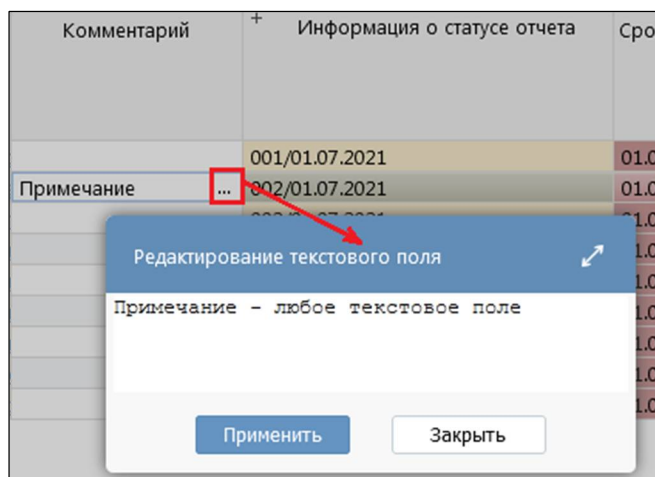 Комментарий
+
Информация о статусе отчета
Сро
001/01.07.2021
01.0
Примечание
...
002/01.07.2021
01.0
Редактирование текстового поля
Примечание - любое текстовое поле
Применить
Закрыть